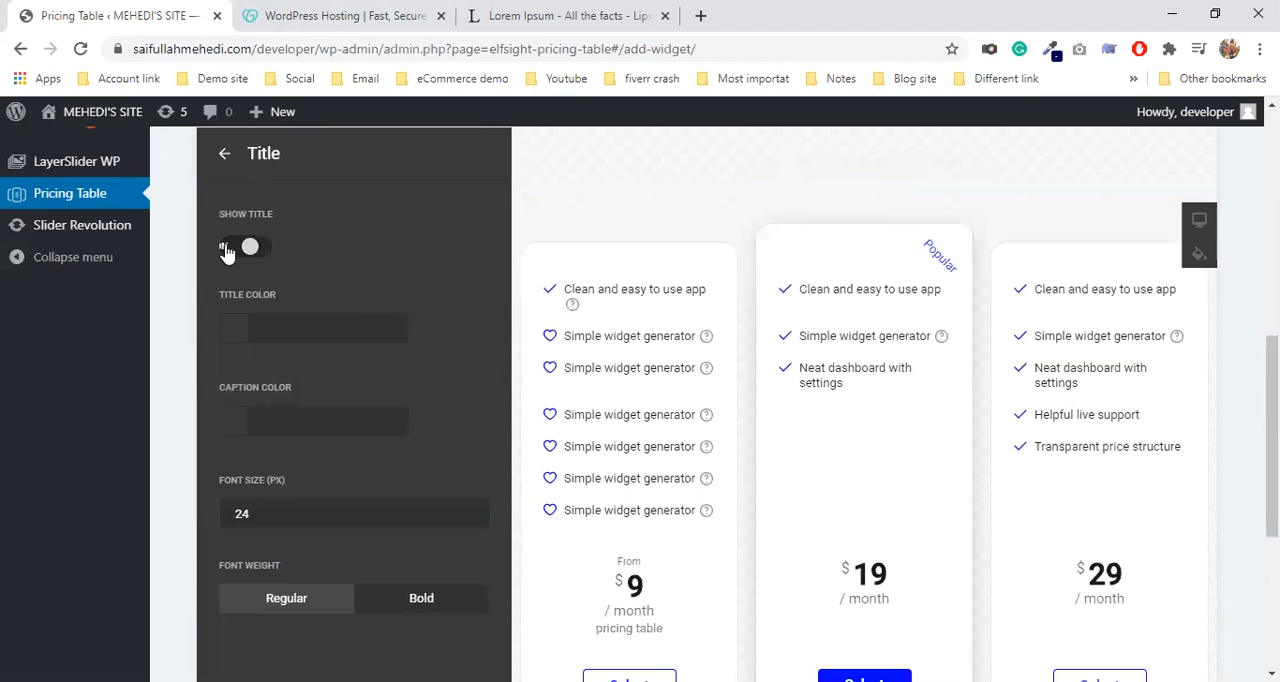 Pricing Table ‹ MEHEDI'S SITE —
WordPress Hosting | Fast, Secure
Lorem Ipsum - All the facts - Lips
saifullahmehedi.com/developer/wp-admin/admin.php?page=elfsight-pricing-table#/add-widget/
Apps Account link Demo site Social Email eCommerce demo Youtube fiverr crash Most importat Notes Blog site Different link » Other bookmarks
MEHEDI'S SITE 5 0 New Howdy, developer
LayerSlider WP
Pricing Table
Slider Revolution
Collapse menu
Title
SHOW TITLE
TITLE COLOR
CAPTION COLOR
FONT SIZE (PX)
24
FONT WEIGHT
Regular Bold
Clean and easy to use app
Simple widget generator
Simple widget generator
Simple widget generator
Simple widget generator
Simple widget generator
Simple widget generator
From
$ 9
/ month
pricing table
Popular
Clean and easy to use app
Simple widget generator
Neat dashboard with
settings
$ 19
/ month
Clean and easy to use app
Simple widget generator
Neat dashboard with
settings
Helpful live support
Transparent price structure
$ 29
/ month